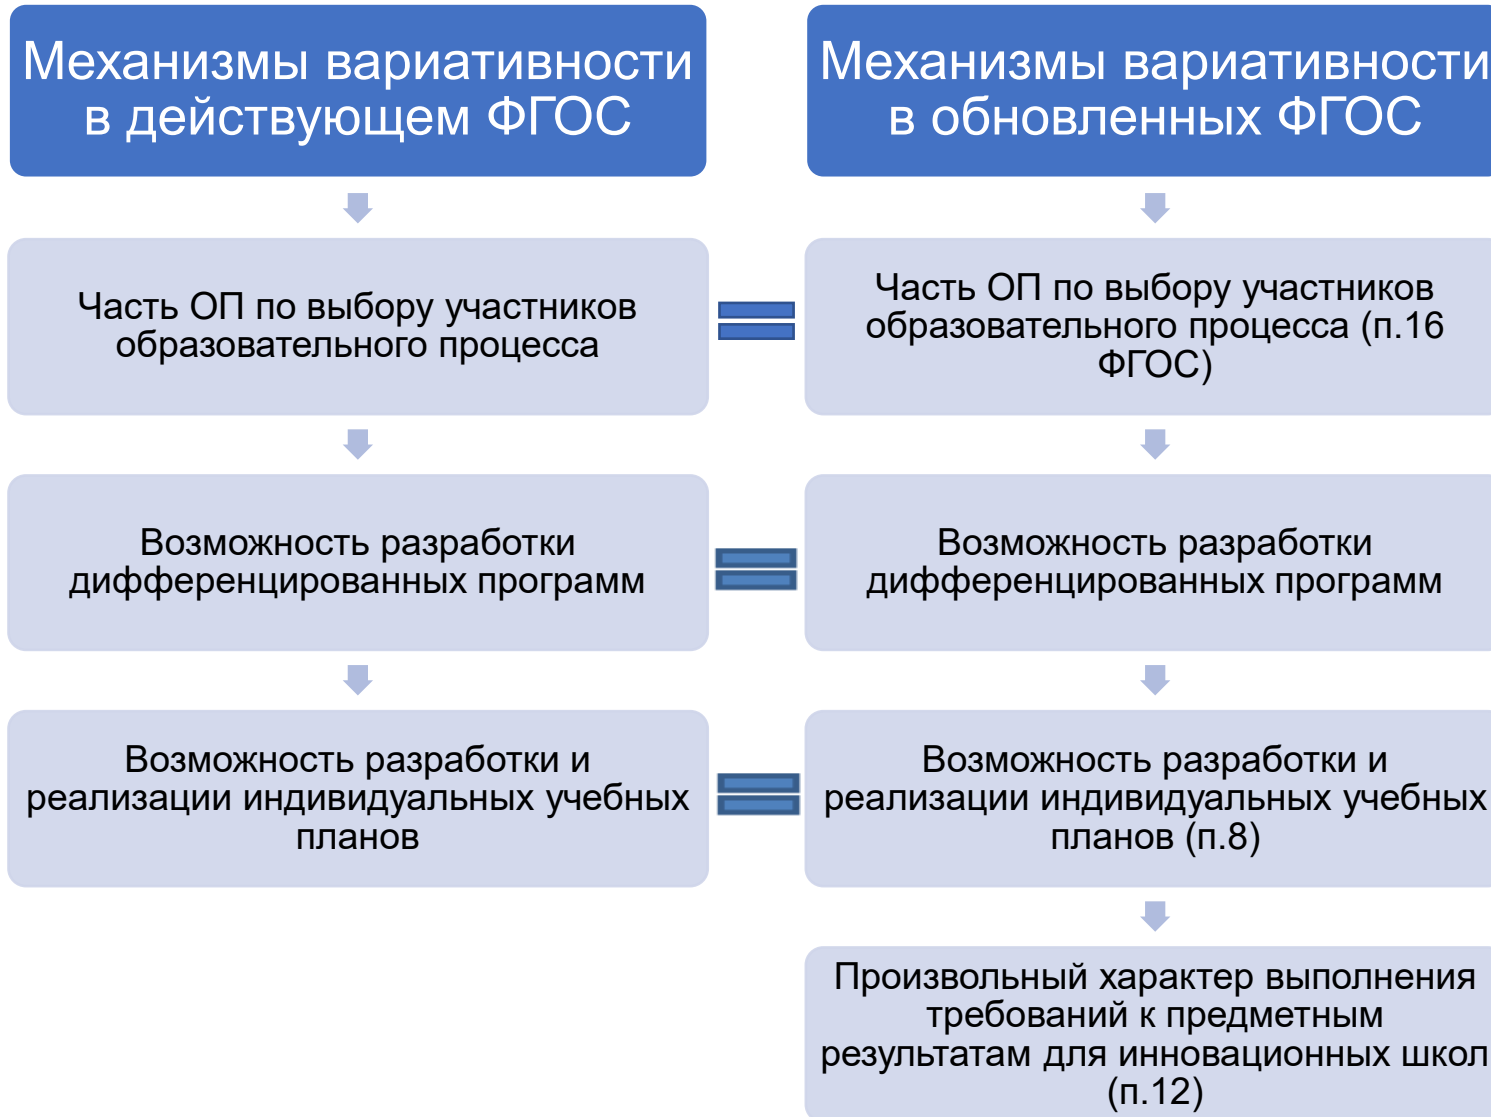 Механизмы вариативности
в действующем ФГОС
Часть ОП по выбору участников
образовательного процесса
Возможность разработки
дифференцированных программ
Возможность разработки и
реализации индивидуальных учебных
планов
Механизмы вариативности
в обновленных ФГОС
Часть ОП по выбору участников
образовательного процесса (п.16
ФГОС)
Возможность разработки
дифференцированных программ
Возможность разработки и
реализации индивидуальных учебных
планов (п.8)
Произвольный характер выполнения
требований к предметным
результатам для инновационных школ
(п.12)